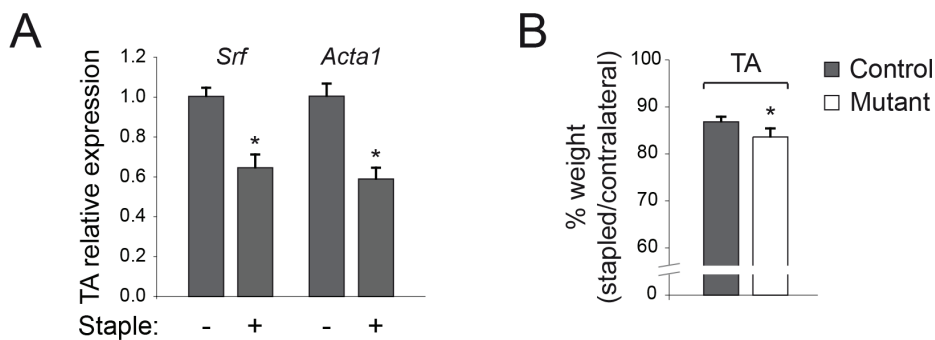 A
TA relative expression
Srf
Acta1
1.2
1.0
0.8
0.6
0.4
0.2
0.0
*
*
Staple:
-
+
-
+
B
% weight
(stapled/contralateral)
100
90
80
70
60
0
TA
*
Control
Mutant